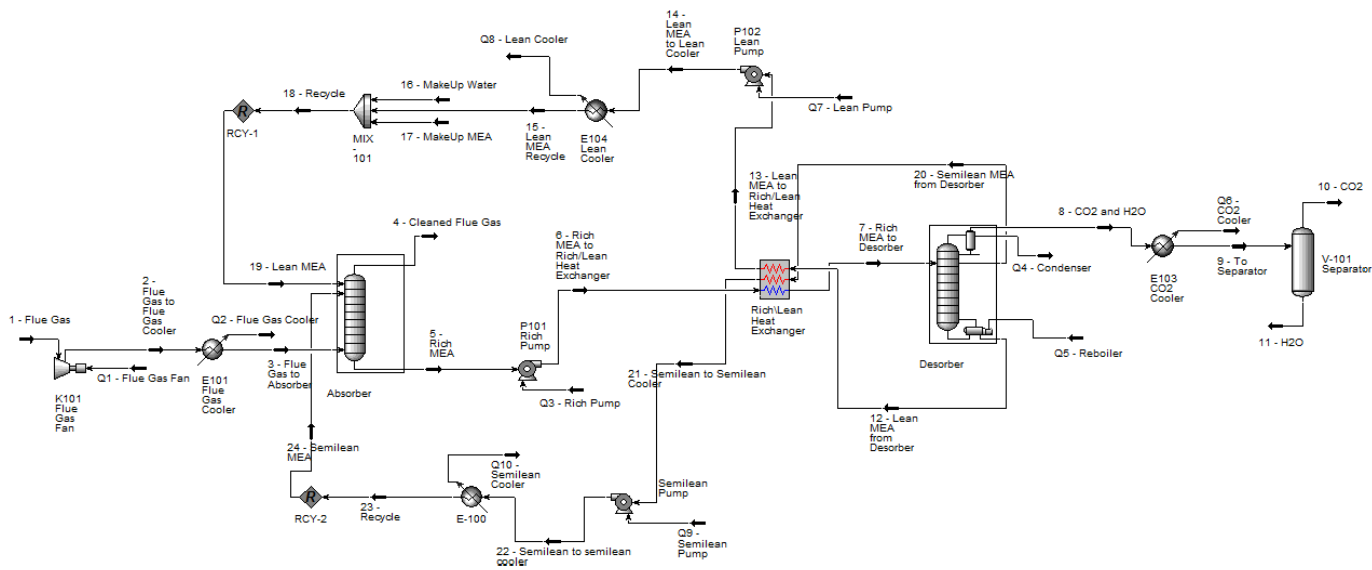 14 -
Lean
MEA
to Lean
Cooler
P102
Lean
Pump
Q8 - Lean Cooler
16 - MakeUp Water
18 - Recycle
R
RCY-1
MIX
-
101
17 - MakeUp MEA
15 -
Lean
MEA
Recycle
E104
Lean
Cooler
Q7 - Lean Pump
13 - Lean
MEA to
Rich/Lean
Heat
Exchanger
20 - Semilean MEA
from Desorber
10 - CO2
4 - Cleaned Flue Gas
6 - Rich
MEA to
Rich/Lean
Heat
Exchanger
7 - Rich
MEA to
Desorber
8 - CO2 and H2O
Q6 -
CO2
Cooler
19 - Lean MEA
2 -
Flue
Gas to
Flue
Gas
Cooler
Q4 - Condenser
E103
CO2
Cooler
9 - To
Separator
V-101
Separator
1 - Flue Gas
Q2 - Flue Gas Cooler
5 -
Rich
MEA
P101
Rich
Pump
Rich\Lean
Heat
Exchanger
11 - H2O
Q1 - Flue Gas Fan
E101
Flue
Gas
Cooler
3 - Flue
Gas to
Absorber
Absorber
Desorber
Q5 - Reboiler
K101
Flue
Gas
Fan
Q3 - Rich Pump
21 - Semilean to Semilean
Cooler
12 - Lean
MEA
from
Desorber
24 - Semilean
MEA
Q10 -
Semilean
Cooler
Semilean
Pump
R
RCY-2
23 -
Recycle
E-100
22 - Semilean to semilean
cooler
Q9 -
Semilean
Pump